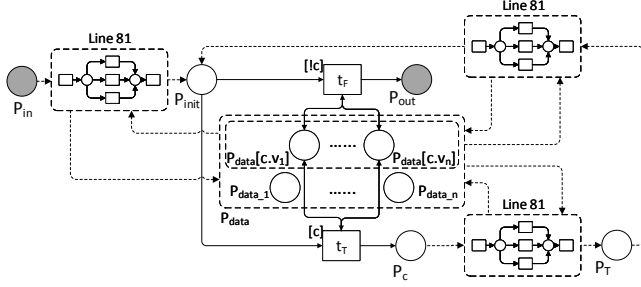 Line 81
Line 81
[!c]
t_F
P_in
P_init
P_out
P_data[c.v_1]
......
P_data[c.v_n]
P_data_1
......
P_data_n
P_data
Line 81
[c]
t_T
P_c
P_T